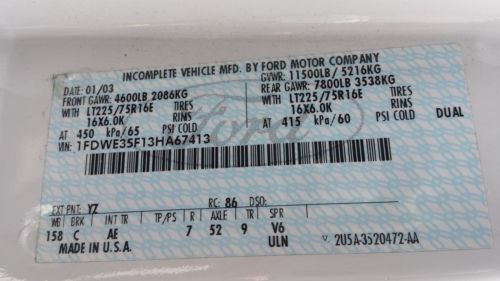 INCOMPLETE VEHICLE MFD. BY FORD MOTOR COMPANY
DATE: 01/03 GVWR: 11500LB / 5216KG
FRONT GAWR: 4600LB 2086KG REAR GAWR: 7800LB 3538KG
WITH LT225/75R16E TIRES WITH LT225/75R16E TIRES
16X6.0K RIMS 16X6.0K RIMS DUAL
AT 450 kPa/65 PSI COLD AT 415 kPa/60 PSI COLD
VIN: 1FDWE35F13HA67413
Ford
EXT PNT: YZ RC: 86 DSO:
WB BRK INT TR TP/PS R AXLE TR SPR
158 C AE 7 52 9 V6
MADE IN U.S.A. ULN V 2U5A-3520472-AA